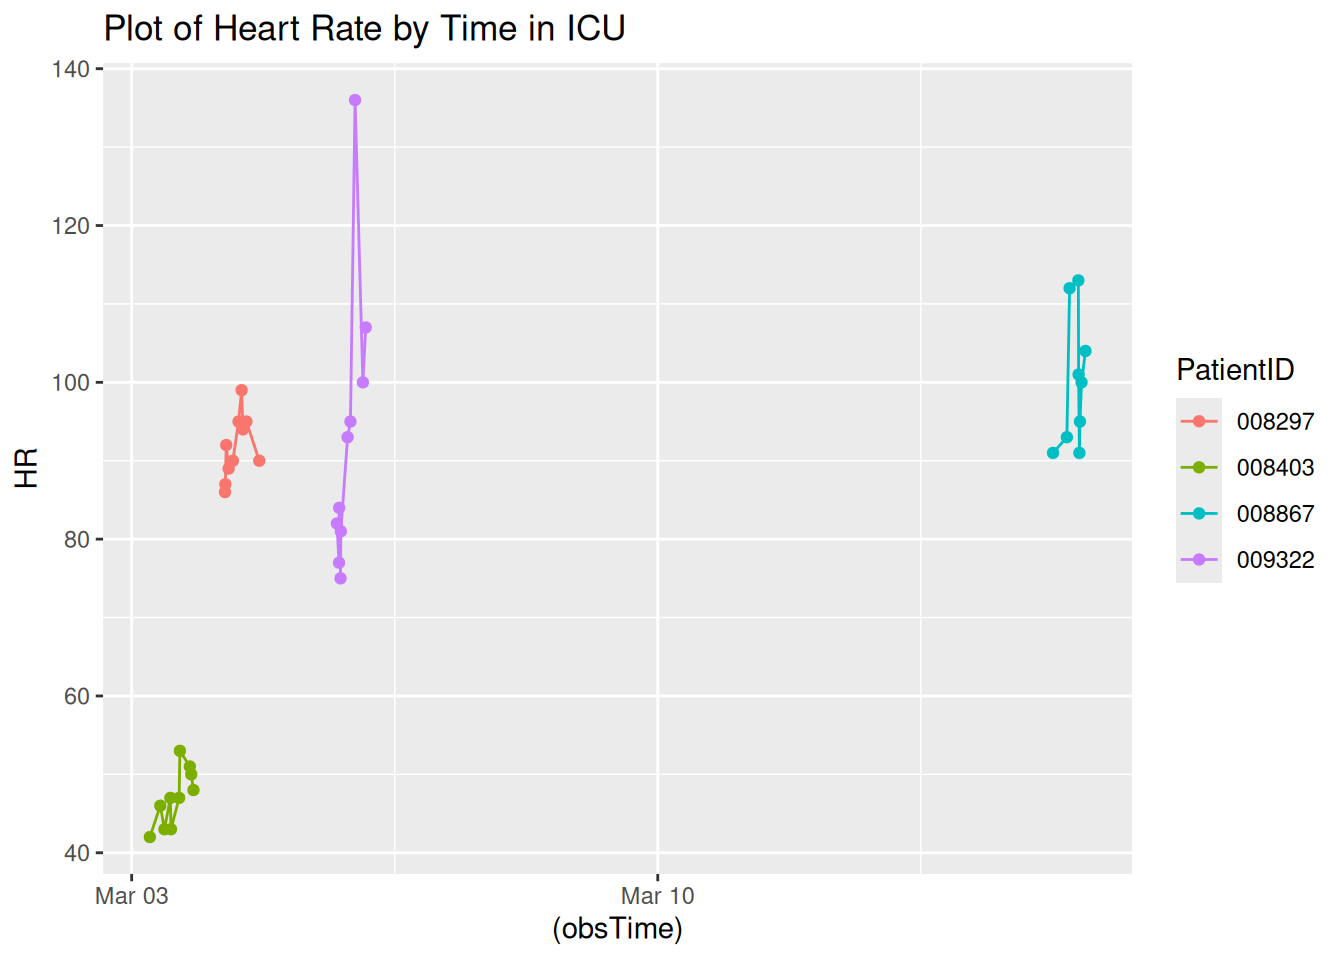 Plot of Heart Rate by Time in ICU
140
120
100
80
60
40
HR
Mar 03
Mar 10
(obsTime)
PatientID
008297
008403
008867
009322